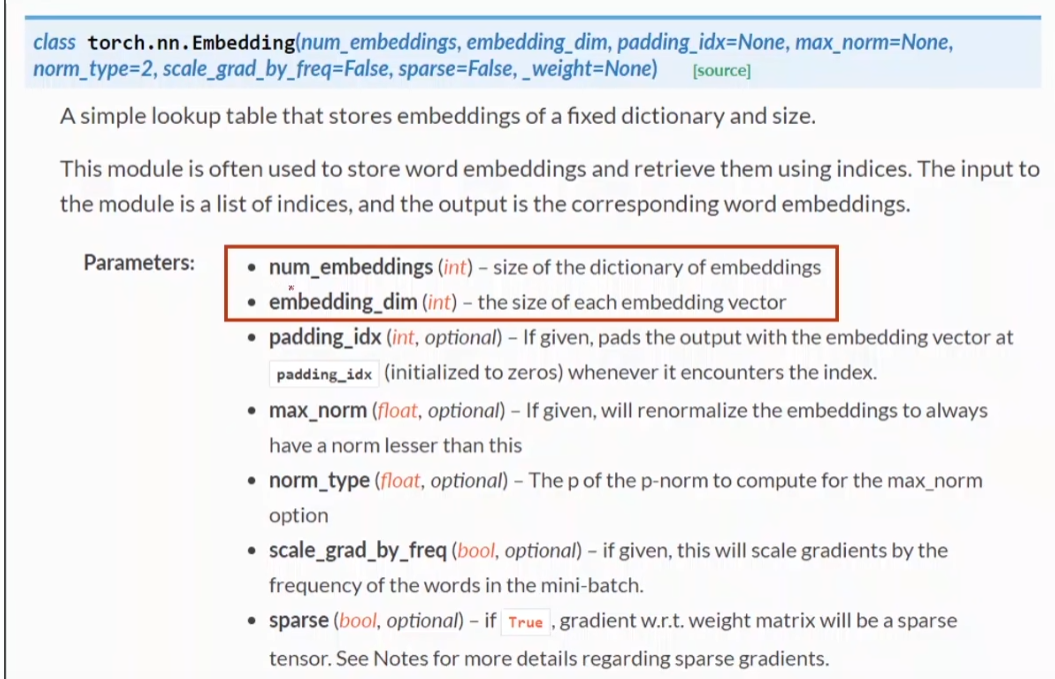 class torch.nn.Embedding(num_embeddings, embedding_dim, padding_idx=None, max_norm=None,
norm_type=2, scale_grad_by_freq=False, sparse=False, _weight=None) [source]
A simple lookup table that stores embeddings of a fixed dictionary and size.
This module is often used to store word embeddings and retrieve them using indices. The input to
the module is a list of indices, and the output is the corresponding word embeddings.
Parameters: • num_embeddings (int) – size of the dictionary of embeddings
• embedding_dim (int) – the size of each embedding vector
• padding_idx (int, optional) – If given, pads the output with the embedding vector at
padding_idx (initialized to zeros) whenever it encounters the index.
• max_norm (float, optional) – If given, will renormalize the embeddings to always
have a norm lesser than this
• norm_type (float, optional) – The p of the p-norm to compute for the max_norm
option
• scale_grad_by_freq (bool, optional) – if given, this will scale gradients by the
frequency of the words in the mini-batch.
• sparse (bool, optional) – if True , gradient w.r.t. weight matrix will be a sparse
tensor. See Notes for more details regarding sparse gradients.